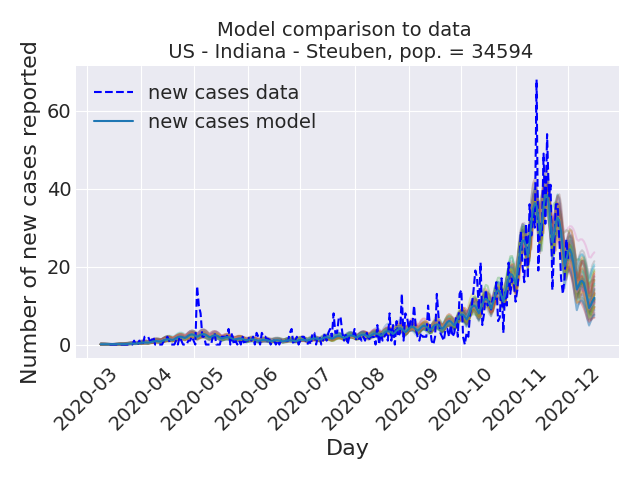 Model comparison to data
US - Indiana - Steuben, pop. = 34594
Number of new cases reported
new cases data
new cases model
60
40
20
0
2020-03
2020-04
2020-05
2020-06
2020-07
2020-08
2020-09
2020-10
2020-11
2020-12
Day